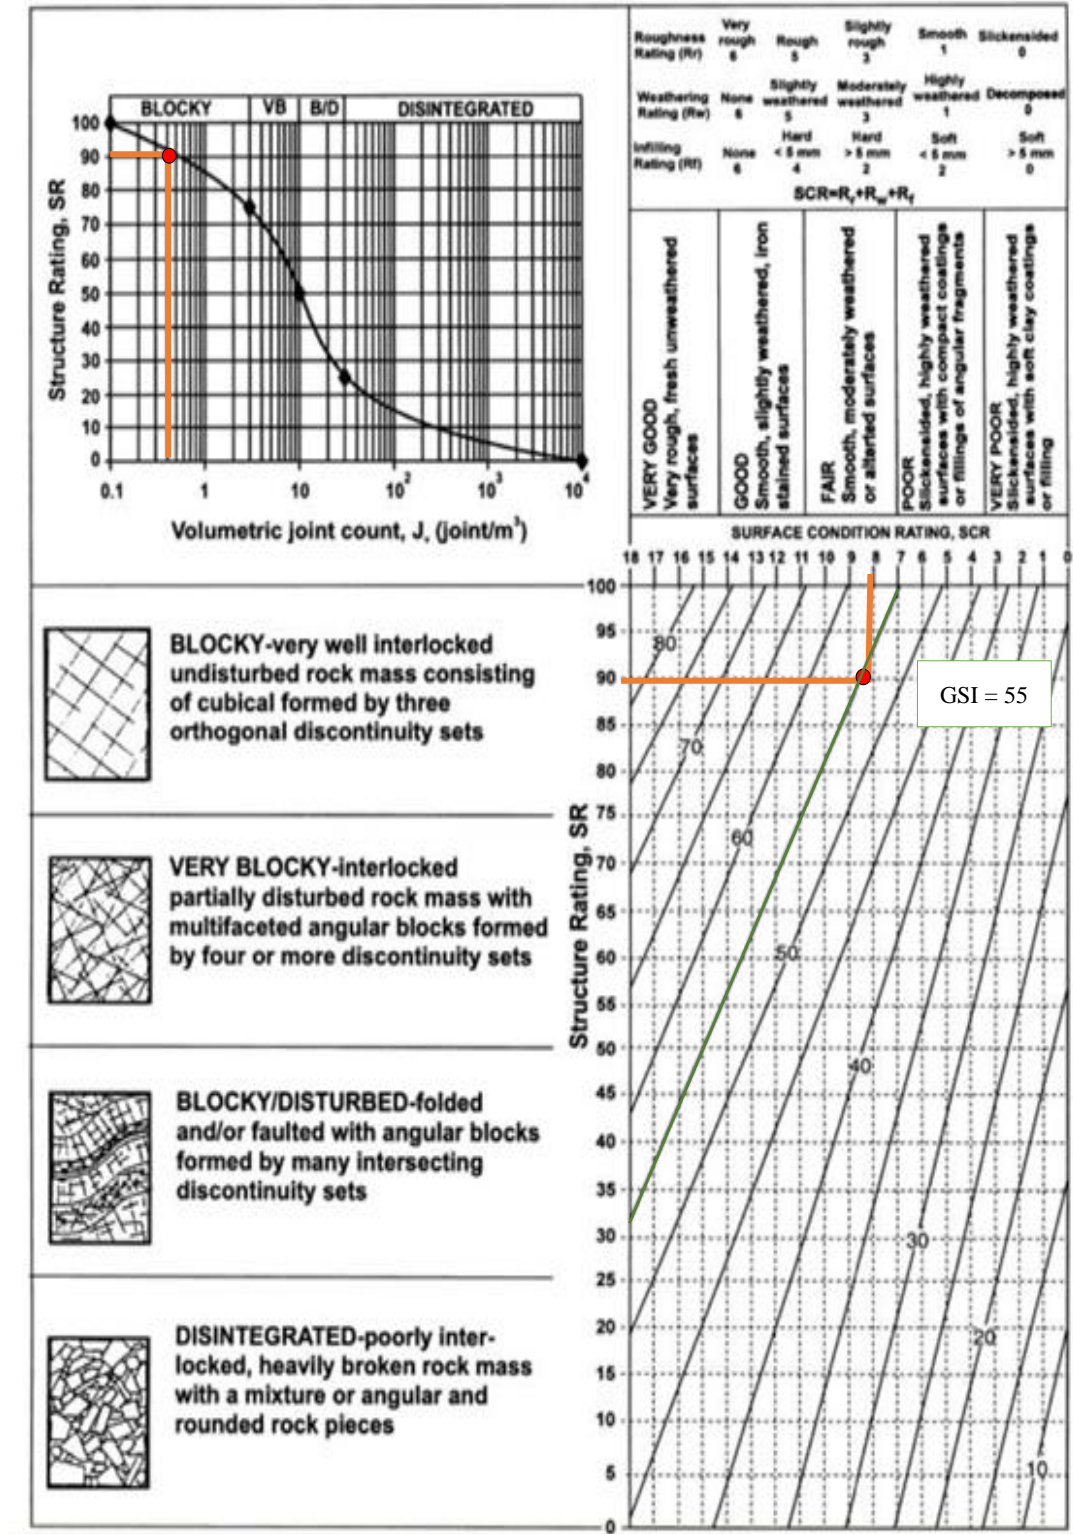 BLOCKY VB B/D DISINTEGRATED
100
90
80
70
60
50
40
30
20
10
0
Structure Rating, SR
0.1 1 10 10² 10³ 10⁴
Volumetric joint count, Jᵥ (joint/m³)
Roughness Rating (Rr)
Very rough 6
Rough 5
Slightly rough 3
Smooth 1
Slickensided 0
Weathering Rating (Rw)
None 6
Slightly weathered 5
Moderately weathered 3
Highly weathered 1
Decomposed 0
Infilling Rating (Rf)
None 6
Hard < 5 mm 4
Hard > 5 mm 2
Soft < 5 mm 2
Soft > 5 mm 0
SCR=Rr+Rw+Rf
VERY GOOD
Very rough, fresh unweathered
surfaces
GOOD
Smooth, slightly weathered, iron
stained surfaces
FAIR
Smooth, moderately weathered
or altarted surfaces
POOR
Slickensided, highly weathered
surfaces with compact coatings
or fillings of angular fragments
VERY POOR
Slickensided, highly weathered
surfaces with soft clay coatings
or filling
SURFACE CONDITION RATING, SCR
18 17 16 15 14 13 12 11 10 9 8 7 6 5 4 3 2 1 0
100
95
90
85
80
75
70
65
60
55
50
45
40
35
30
25
20
15
10
5
0
Structure Rating, SR
80
70
60
50
40
30
20
10
GSI = 55
BLOCKY-very well interlocked
undisturbed rock mass consisting
of cubical formed by three
orthogonal discontinuity sets
VERY BLOCKY-interlocked
partially disturbed rock mass with
multifaceted angular blocks formed
by four or more discontinuity sets
BLOCKY/DISTURBED-folded
and/or faulted with angular blocks
formed by many intersecting
discontinuity sets
DISINTEGRATED-poorly inter-
locked, heavily broken rock mass
with a mixture or angular and
rounded rock pieces